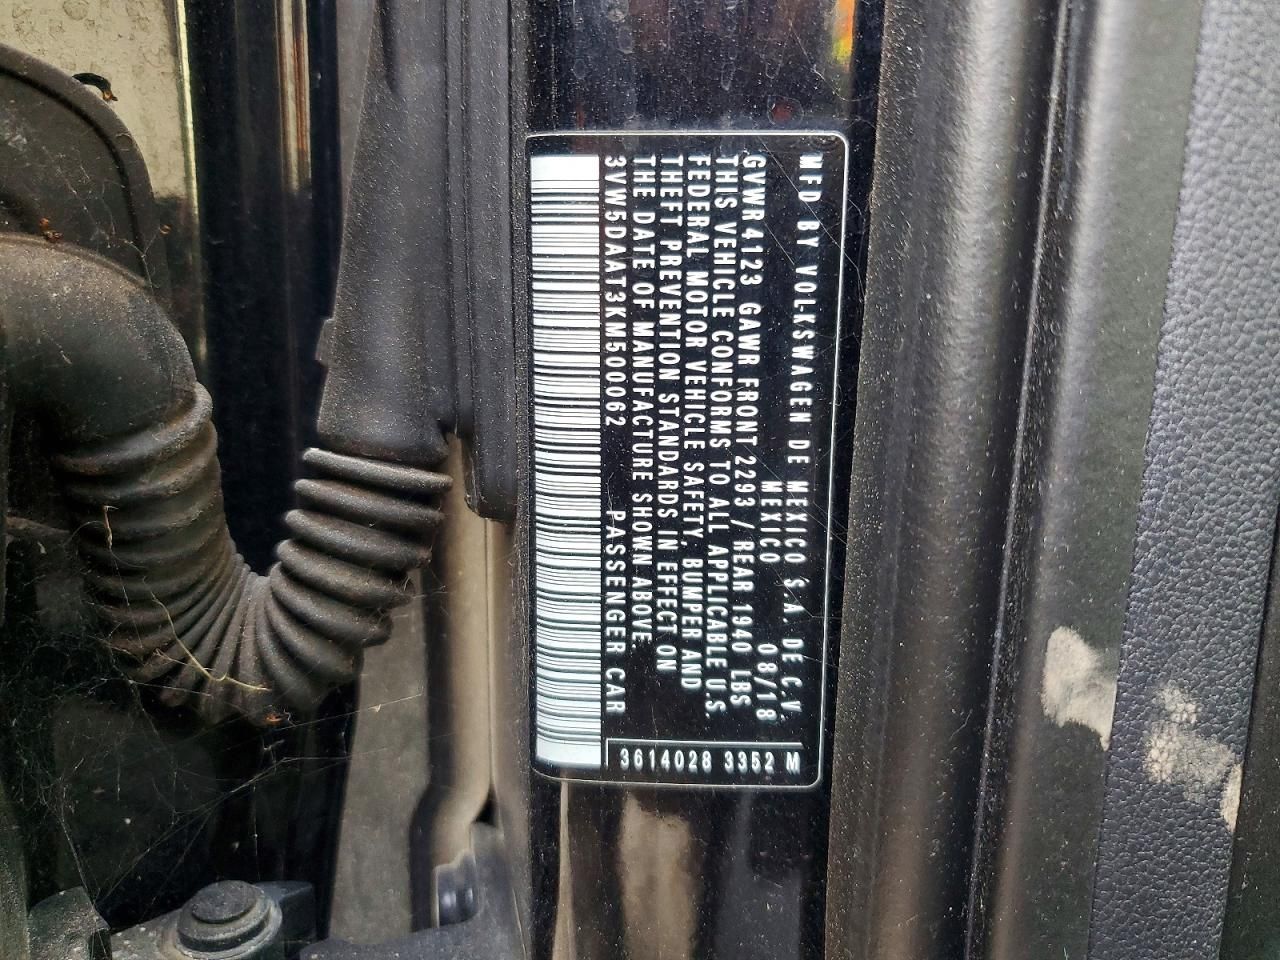 MFD BY VOLKSWAGEN DE MEXICO S.A. DE C.V.
MEXICO 08/18
GVWR 4123 GAWR FRONT 2293 / REAR 1940 LBS
THIS VEHICLE CONFORMS TO ALL APPLICABLE U.S.
FEDERAL MOTOR VEHICLE SAFETY, BUMPER AND
THEFT PREVENTION STANDARDS IN EFFECT ON
THE DATE OF MANUFACTURE SHOWN ABOVE.
3VW5DAAT3KM500062 PASSENGER CAR
3614028 3352 M